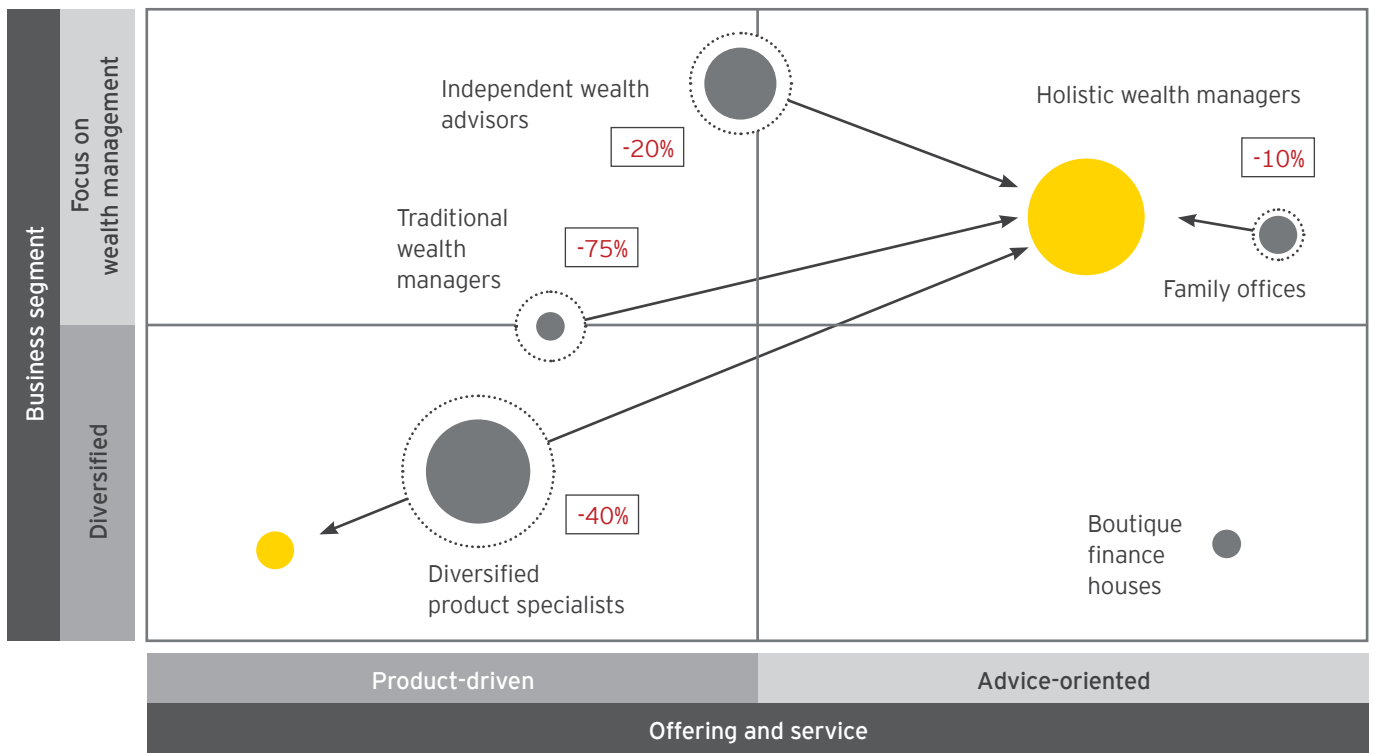 Business segment
Focus on
wealth management
Diversified
Independent wealth
advisors
-20%
Holistic wealth managers
-10%
Traditional
wealth
managers
-75%
Family offices
-40%
Diversified
product specialists
Boutique
finance
houses
Product-driven
Advice-oriented
Offering and service